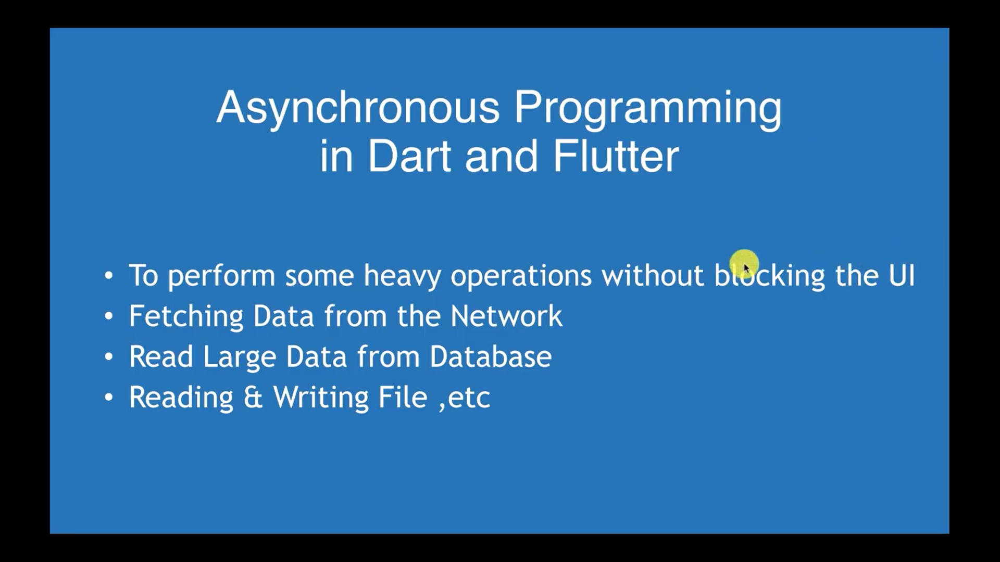 Asynchronous Programming
in Dart and Flutter
• To perform some heavy operations without blocking the UI
• Fetching Data from the Network
• Read Large Data from Database
• Reading & Writing File ,etc